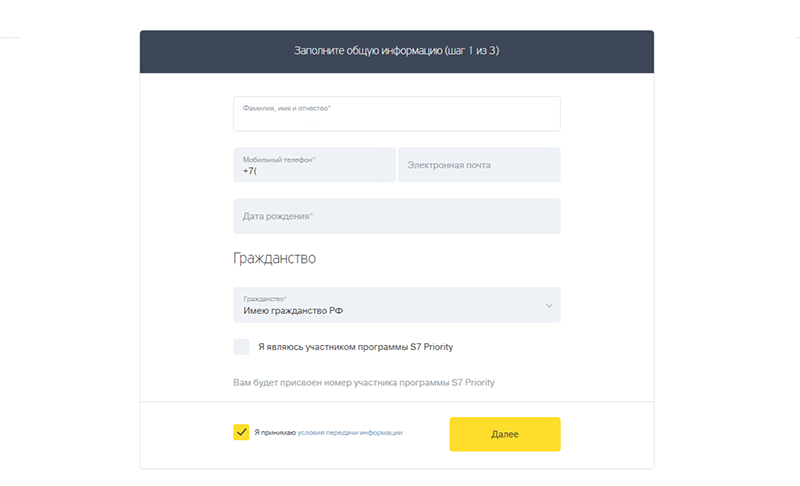 Заполните общую информацию (шаг 1 из 3)
Фамилия, имя и отчество*
Мобильный телефон*
+7(
Электронная почта
Дата рождения*
Гражданство
Гражданство*
Имею гражданство РФ
Я являюсь участником программы S7 Priority
Вам будет присвоен номер участника программы S7 Priority
Я принимаю условия передачи информации
Далее